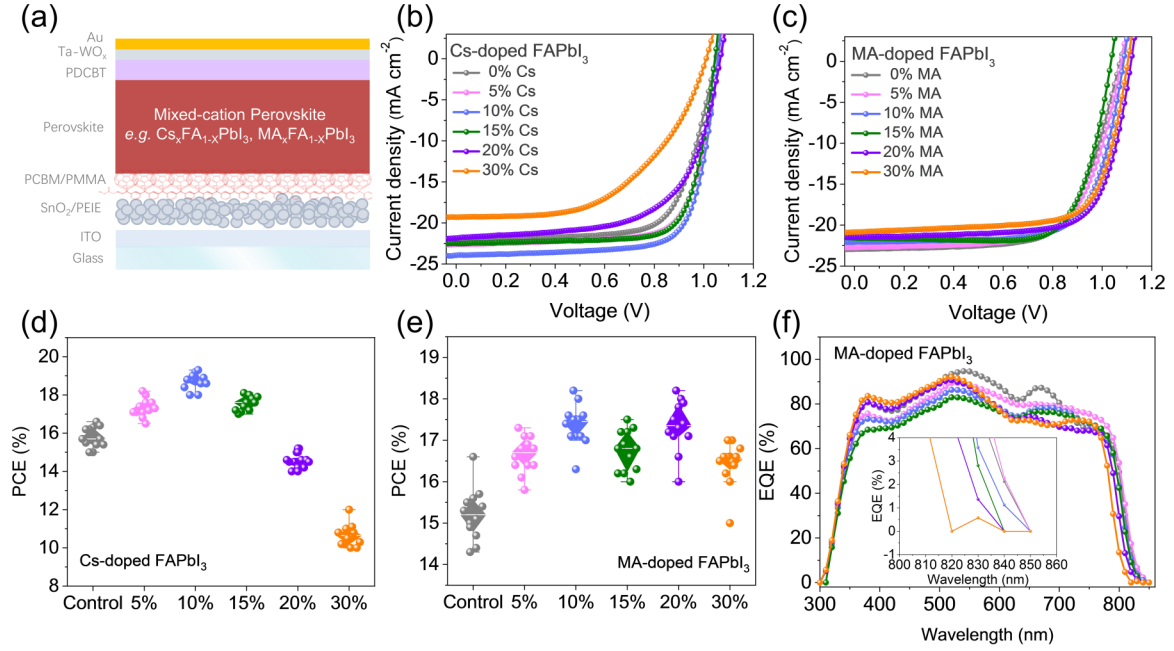 (a)
Au
Ta-WOₓ
PDCBT
Perovskite
Mixed-cation Perovskite
e.g. CsₓFA₁₋ₓPbI₃, MAₓFA₁₋ₓPbI₃
PCBM/PMMA
SnO₂/PEIE
ITO
Glass
(b)
Cs-doped FAPbI₃
0% Cs
5% Cs
10% Cs
15% Cs
20% Cs
30% Cs
Current density (mA cm⁻²)
0
-5
-10
-15
-20
-25
0.0 0.2 0.4 0.6 0.8 1.0 1.2
Voltage (V)
(c)
MA-doped FAPbI₃
0% MA
5% MA
10% MA
15% MA
20% MA
30% MA
Current density (mA cm⁻²)
0
-5
-10
-15
-20
-25
0.0 0.2 0.4 0.6 0.8 1.0 1.2
Voltage (V)
(d)
PCE (%)
20
18
16
14
12
10
8
Cs-doped FAPbI₃
Control 5% 10% 15% 20% 30%
(e)
PCE (%)
19
18
17
16
15
14
MA-doped FAPbI₃
Control 5% 10% 15% 20% 30%
(f)
MA-doped FAPbI₃
EQE (%)
100
80
60
40
20
0
300 400 500 600 700 800
Wavelength (nm)
EQE (%)
4
3
2
1
0
-1
800 810 820 830 840 850 860
Wavelength (nm)